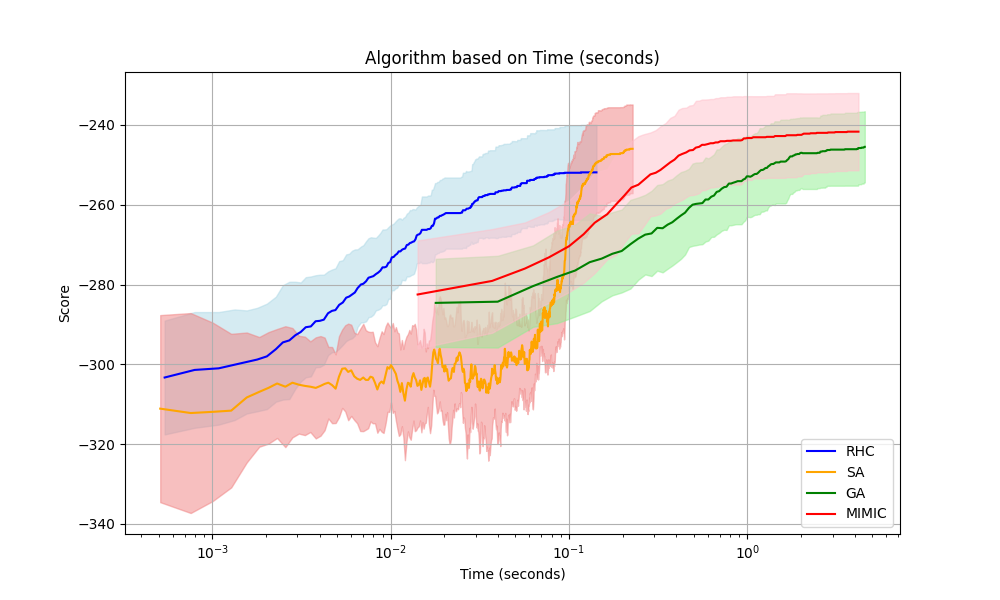 Algorithm based on Time (seconds)
Score
−240
−260
−280
−300
−320
−340
10⁻³
10⁻²
10⁻¹
10⁰
Time (seconds)
RHC
SA
GA
MIMIC